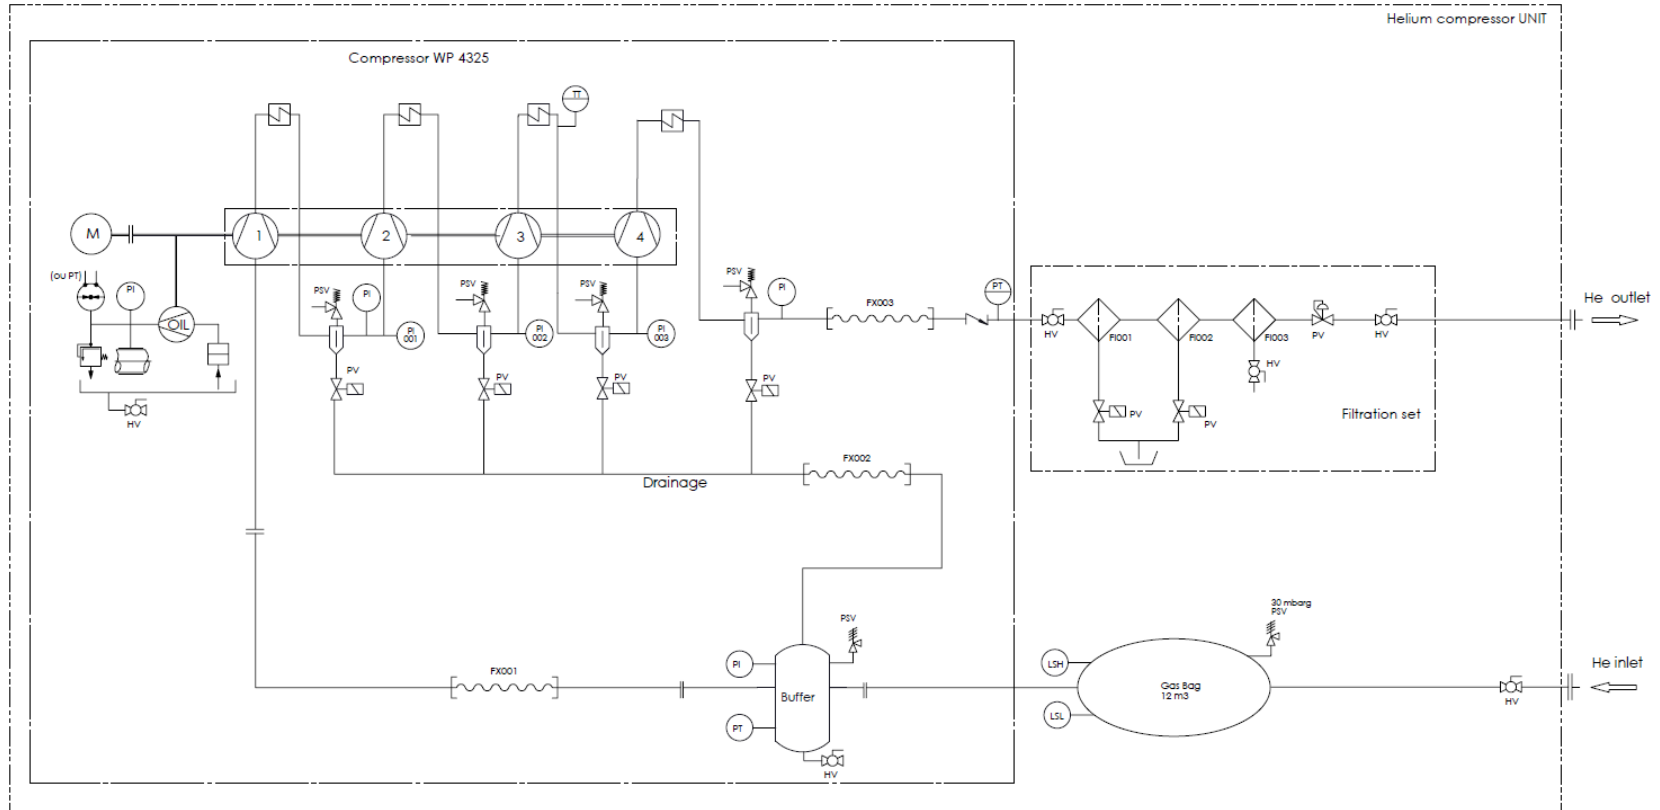 Helium compressor UNIT
Compressor WP 4325
TT
M
1
2
3
4
(ou PT)
PI
OIL
HV
PSV
PI
PI
001
PV
PSV
PI
002
PV
PSV
PI
003
PV
PSV
PI
PV
FX003
PT
HV
FI001
FI002
FI003
PV
HV
HV
PV
PV
Filtration set
He outlet
FX002
Drainage
FX001
PI
PT
Buffer
PSV
HV
LSH
LSL
Gas Bag
12 m3
30 mbarg
PSV
He inlet
HV